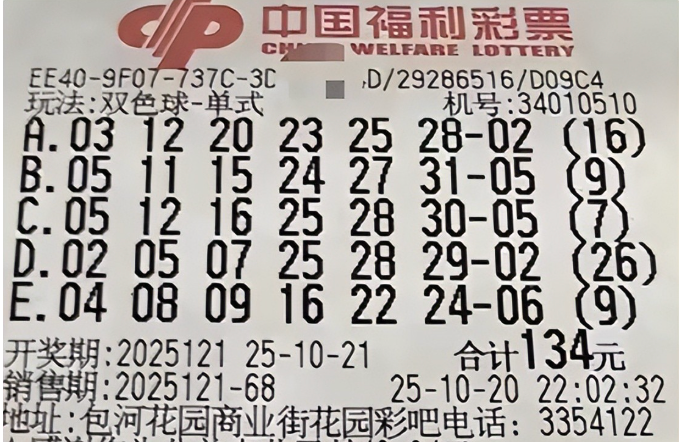 中国福利彩票
WELFARE LOTTERY
EE40-9F07-737C-3D D/29286516/D09C4
玩法:双色球-单式 机号:34010510
A.03 12 20 23 25 28-02 (16)
B.05 11 15 24 27 31-05 (9)
C.05 12 16 25 28 30-05 (7)
D.02 05 07 25 28 29-02 (26)
E.04 08 09 16 22 24-06 (9)
开奖期:2025121 25-10-21 合计134元
销售期:2025121-68 25-10-20 22:02:32
地址:包河花园商业街花园彩吧电话: 3354122